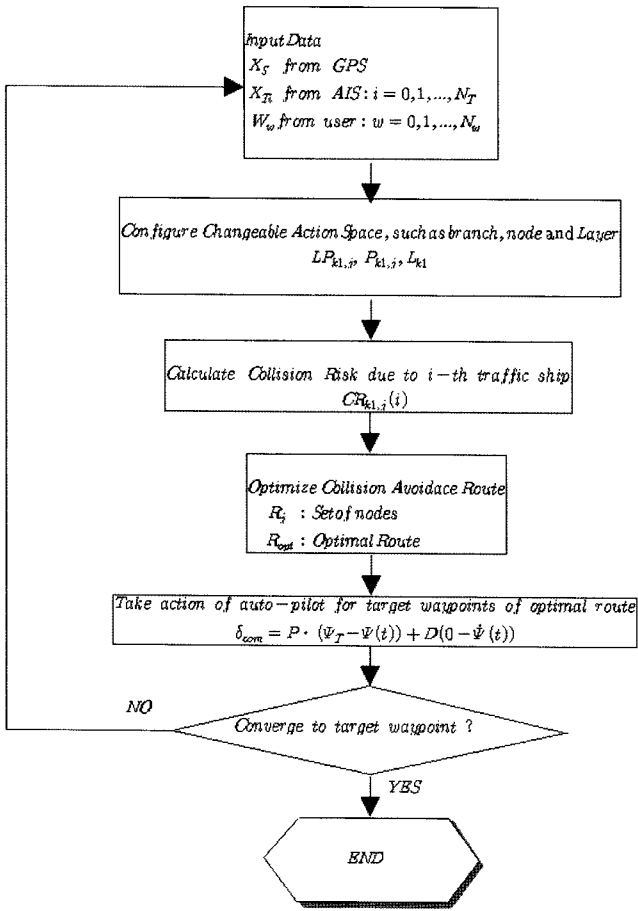 Input Data
X_S from GPS
X_Ti from AIS : i = 0,1,...,N_T
W_w from user : w = 0,1,...,N_w
Configure Changeable Action Space, such as branch, node and Layer
LP_k1,j, P_k1,j, L_k1
Calculate Collision Risk due to i-th traffic ship
CR_k1,j(i)
Optimize Collision Avoidace Route
R_j : Set of nodes
R_opt : Optimal Route
Take action of auto-pilot for target waypoints of optimal route
δ_com = P · (Ψ_T − Ψ(t)) + D(0 − Ψ̇(t))
NO
Converge to target waypoint ?
YES
END